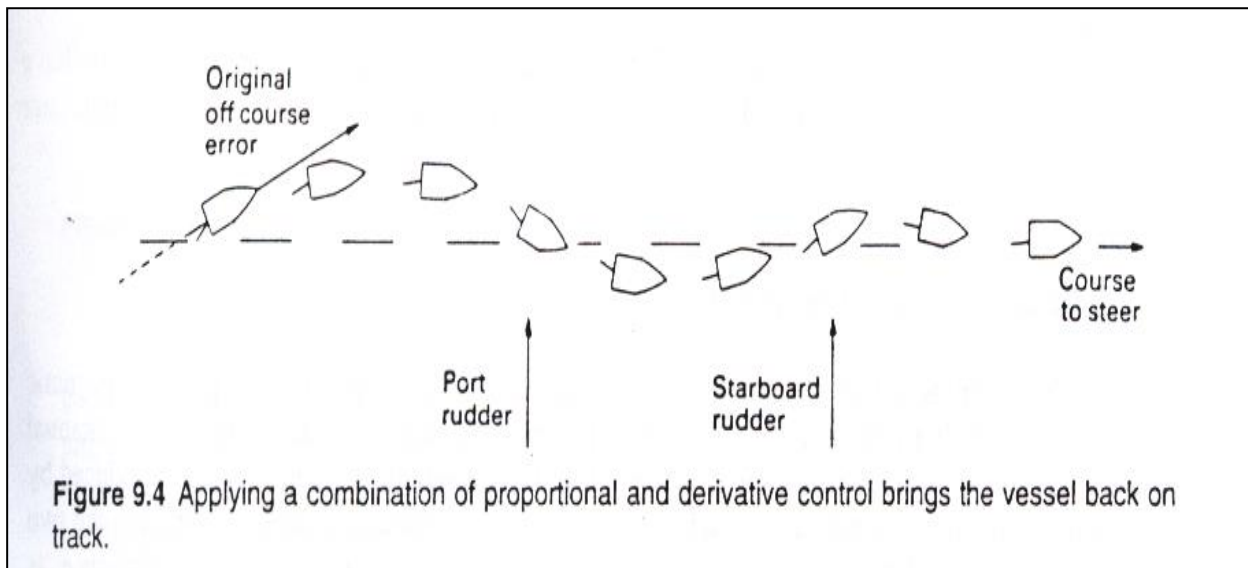 Original
off course
error
Course
to steer
Port
rudder
Starboard
rudder
Figure 9.4 Applying a combination of proportional and derivative control brings the vessel back on
track.